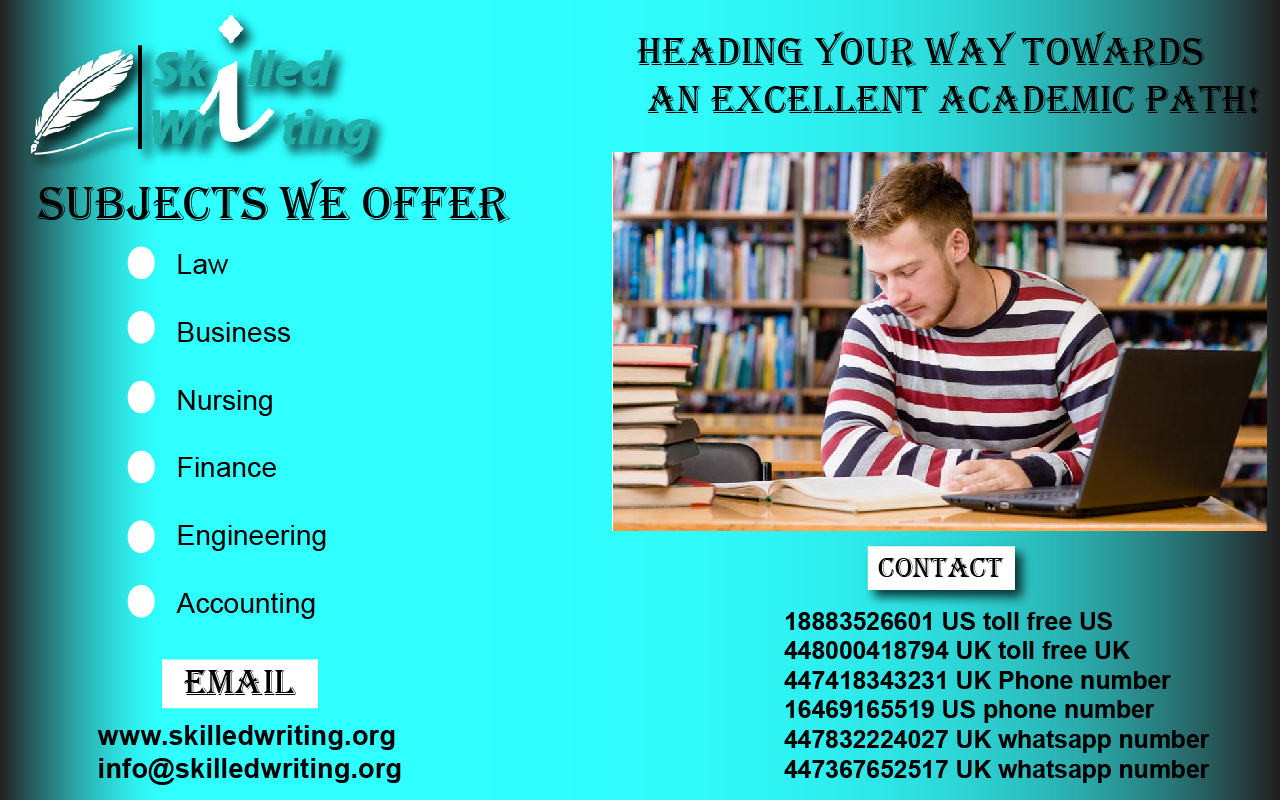 Skilled
Writing
HEADING YOUR WAY TOWARDS
AN EXCELLENT ACADEMIC PATH!
SUBJECTS WE OFFER
Law
Business
Nursing
Finance
Engineering
Accounting
EMAIL
www.skilledwriting.org
info@skilledwriting.org
CONTACT
18883526601 US toll free US
448000418794 UK toll free UK
447418343231 UK Phone number
16469165519 US phone number
447832224027 UK whatsapp number
447367652517 UK whatsapp number